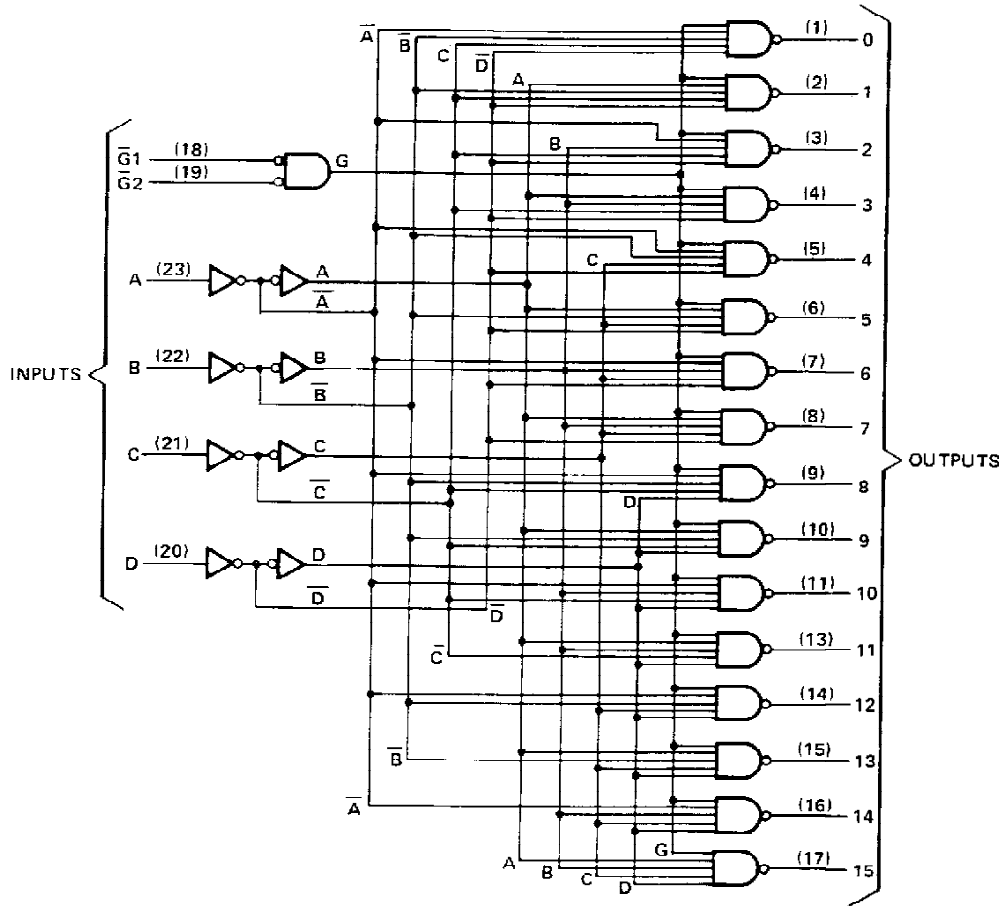 A̅ (1) 0
B̅
C
D̅
A (2) 1
B (3) 2
G̅1 (18) G
G̅2 (19)
(4) 3
C (5) 4
A (23) A
A̅
(6) 5
INPUTS
B (22) B
B̅
(7) 6
(8) 7
C (21) C
C̅
OUTPUTS
D (9) 8
D (20) D
D̅
D̅
(10) 9
(11) 10
C̅ (13) 11
(14) 12
B̅ (15) 13
A̅ (16) 14
G
A B C D (17) 15